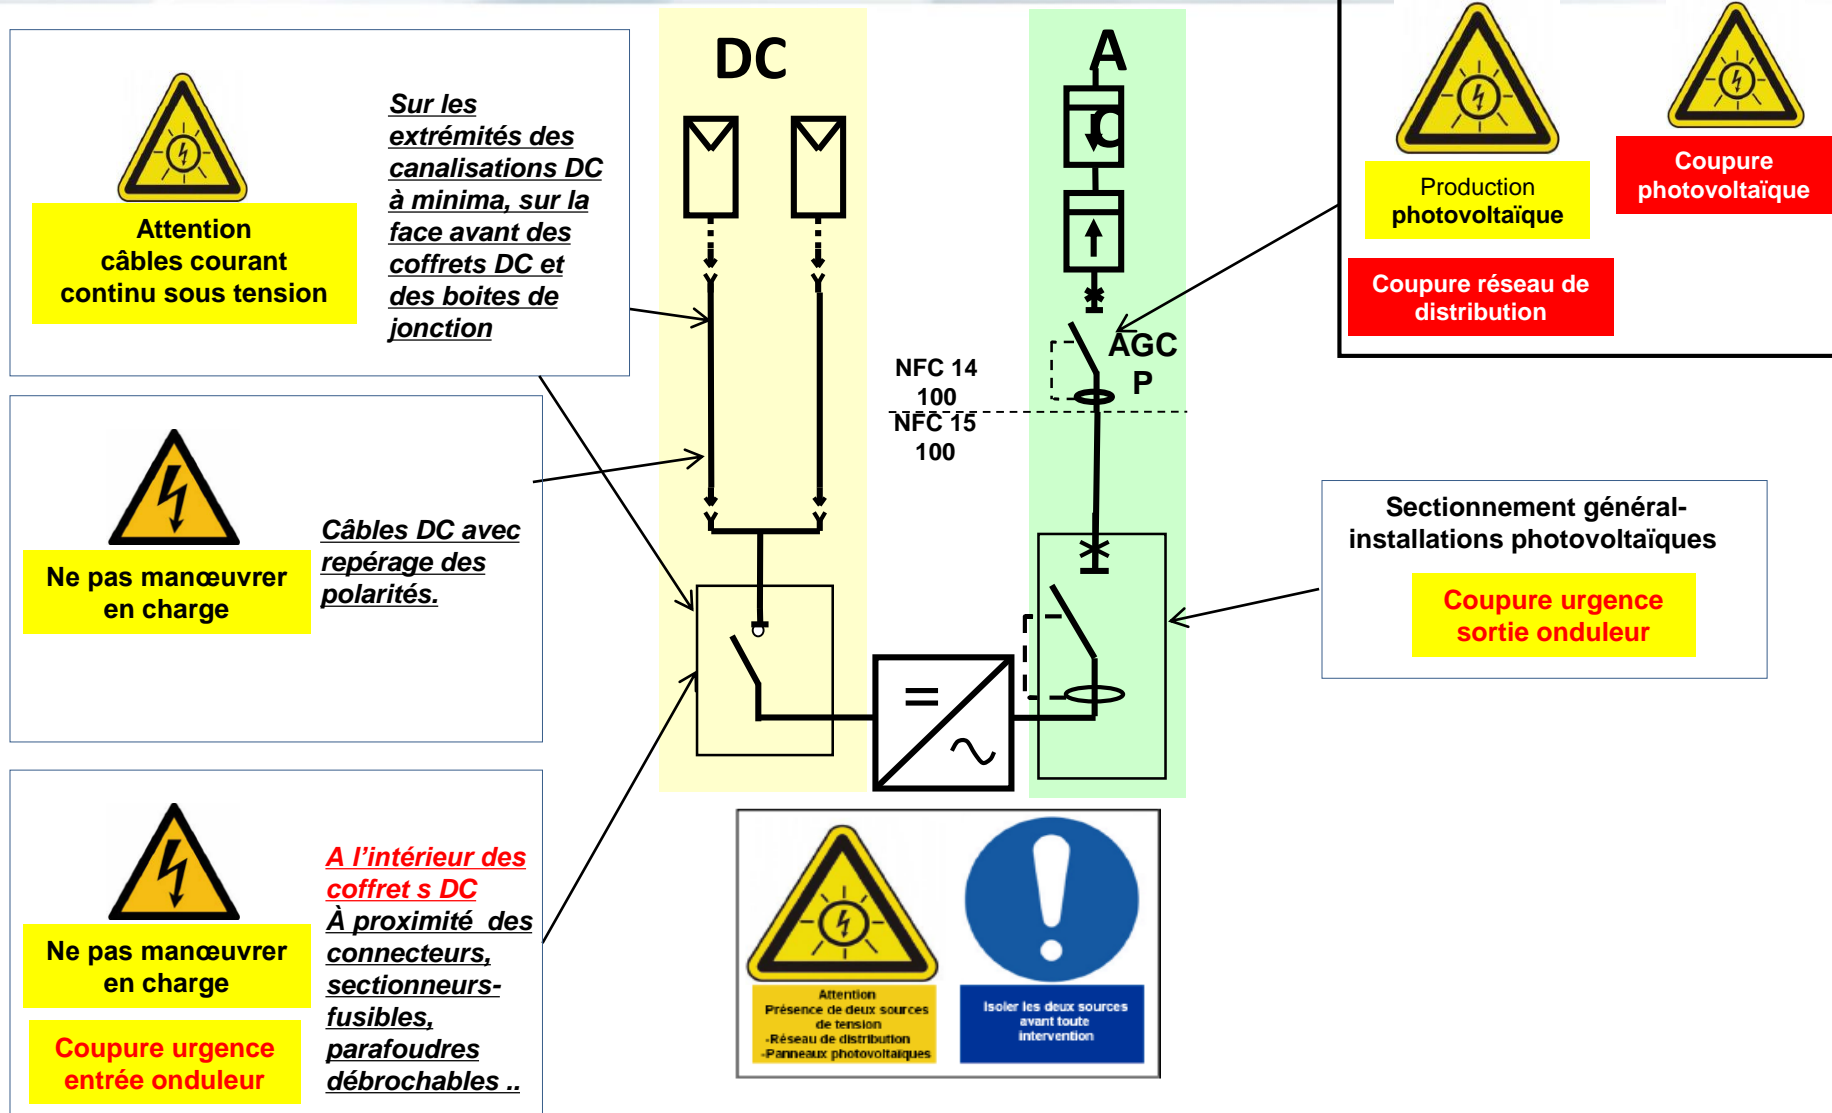 Attention
câbles courant
continu sous tension
Sur les
extrémités des
canalisations DC
à minima, sur la
face avant des
coffrets DC et
des boites de
jonction
Ne pas manœuvrer
en charge
Câbles DC avec
repérage des
polarités.
Ne pas manœuvrer
en charge
Coupure urgence
entrée onduleur
A l’intérieur des
coffret s DC
À proximité des
connecteurs,
sectionneurs-
fusibles,
parafoudres
débrochables ..
DC
A
C
AGC
P
NFC 14
100
NFC 15
100
Attention
Présence de deux sources
de tension
-Réseau de distribution
-Panneaux photovoltaïques
Isoler les deux sources
avant toute
intervention
Production
photovoltaïque
Coupure
photovoltaïque
Coupure réseau de
distribution
Sectionnement général-
installations photovoltaïques
Coupure urgence
sortie onduleur